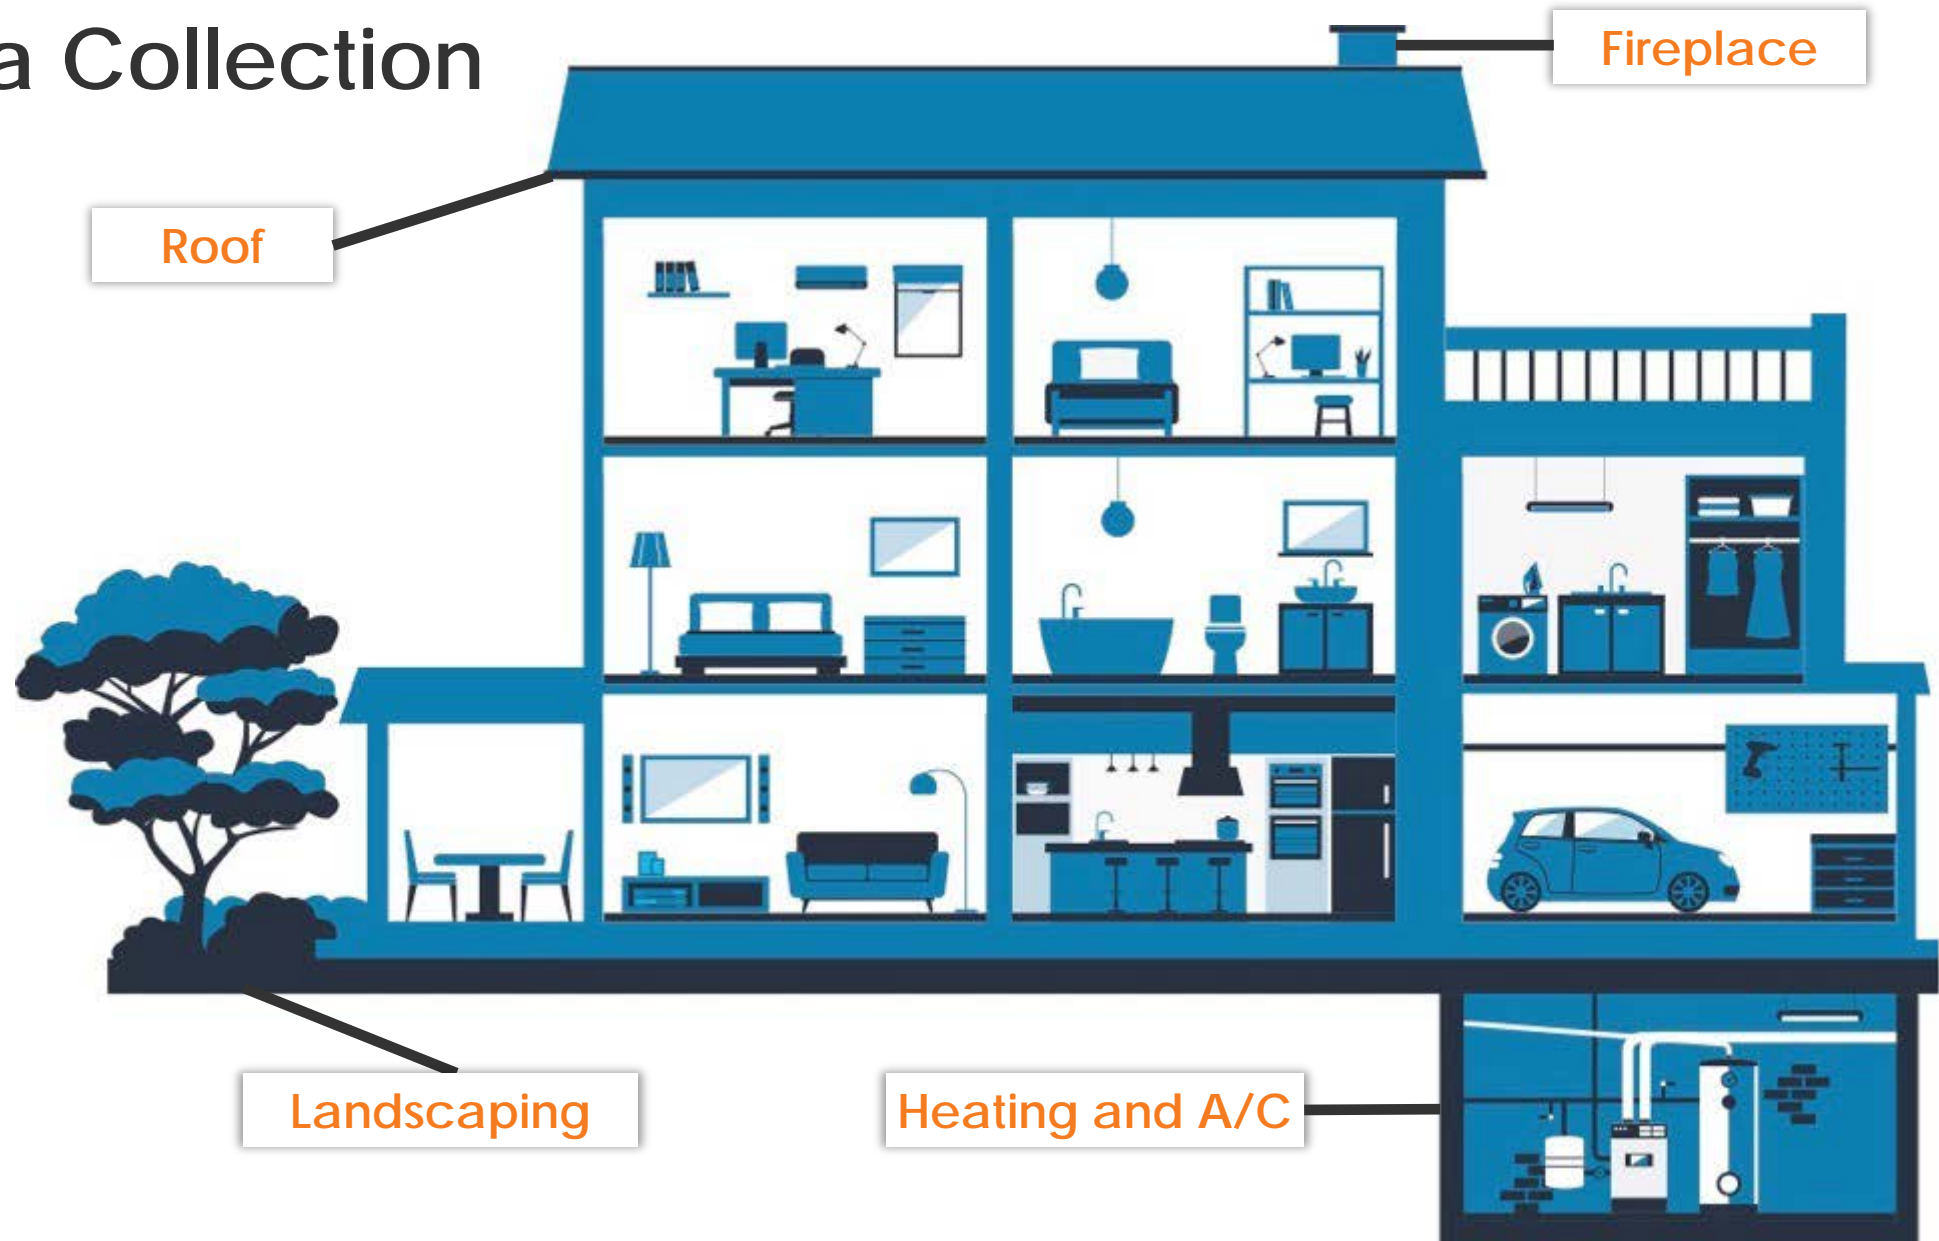 a Collection
Fireplace
Roof
Landscaping
Heating and A/C